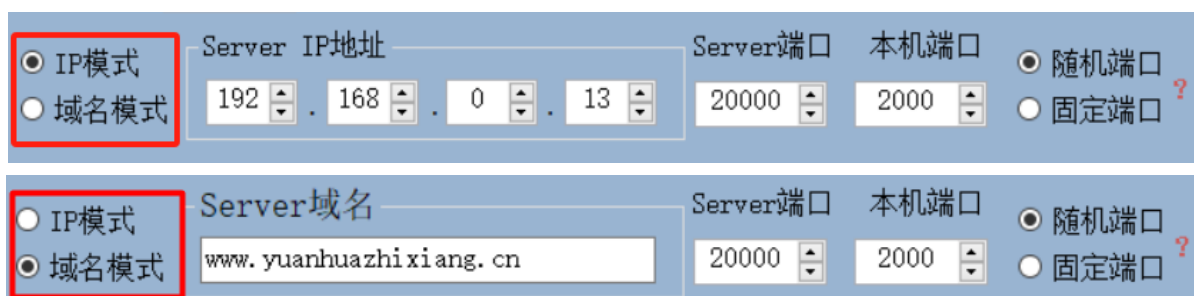 Server IP地址 Server端口 本机端口
IP模式 随机端口
192 . 168 . 0 . 13 20000 2000 ?
域名模式 固定端口
Server域名 Server端口 本机端口
IP模式 随机端口
www.yuanhuazhixiang.cn 20000 2000 ?
域名模式 固定端口